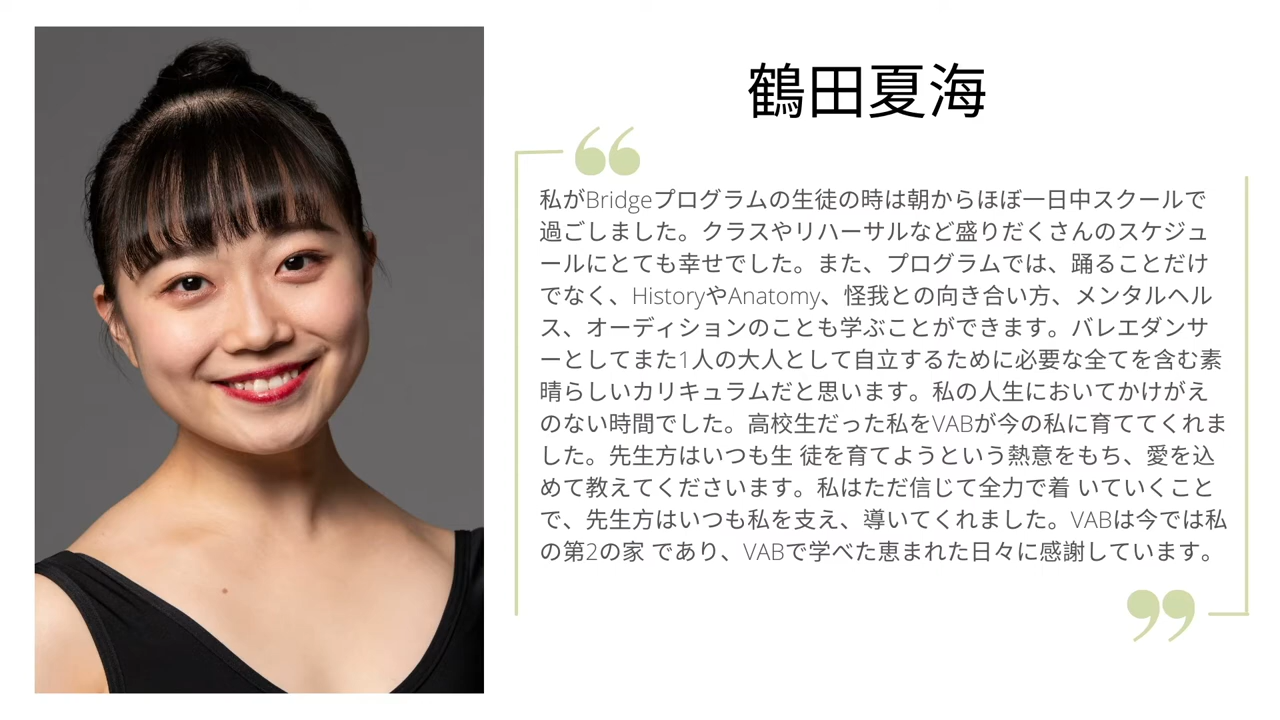 鶴田夏海
私がBridgeプログラムの生徒の時は朝からほぼ一日中スクールで
過ごしました。クラスやリハーサルなど盛りだくさんのスケジュ
ールにとても幸せでした。また、プログラムでは、踊ることだけ
でなく、HistoryやAnatomy、怪我との向き合い方、メンタルヘル
ス、オーディションのことも学ぶことができます。バレエダンサ
ーとしてまた1人の大人として自立するために必要な全てを含む素
晴らしいカリキュラムだと思います。私の人生においてかけがえ
のない時間でした。高校生だった私をVABが今の私に育ててくれま
した。先生方はいつも生 徒を育てようという熱意をもち、愛を込
めて教えてくださいます。私はただ信じて全力で着 いていくこと
で、先生方はいつも私を支え、導いてくれました。VABは今では私
の第2の家 であり、VABで学べた恵まれた日々に感謝しています。